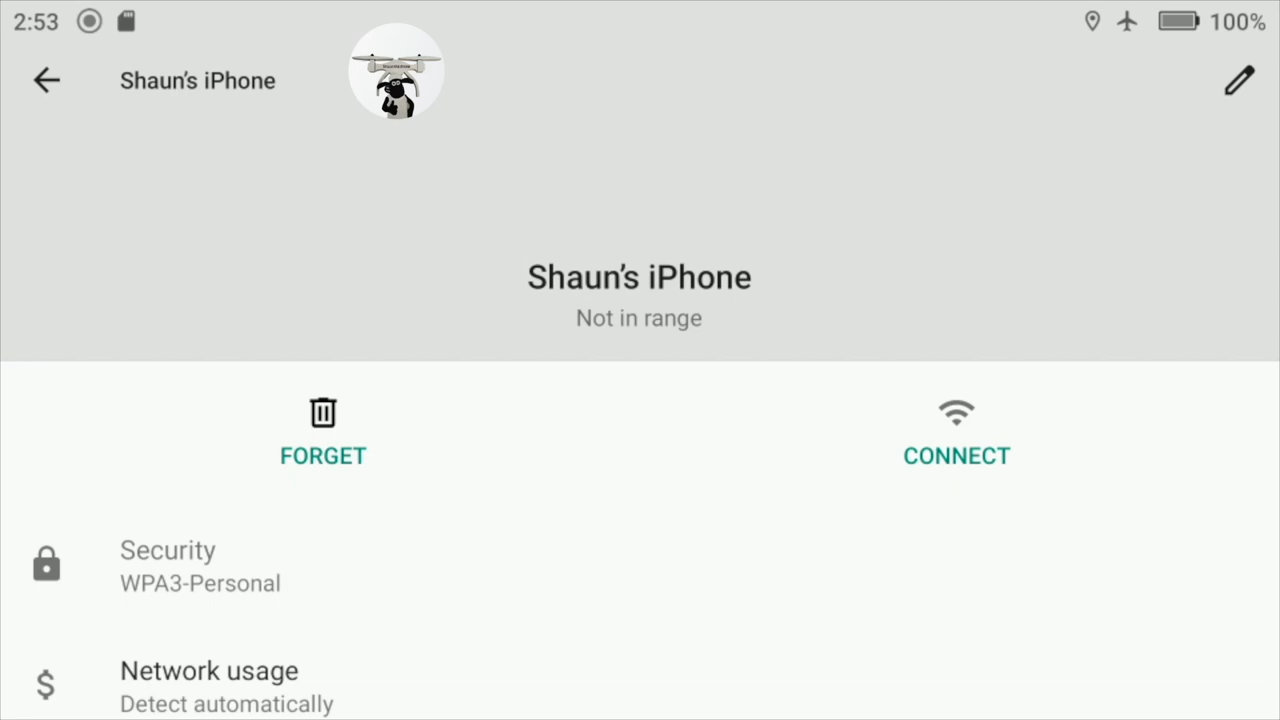 2:53
100%
Shaun's iPhone
Shaun's iPhone
Not in range
FORGET
CONNECT
Security
WPA3-Personal
Network usage
Detect automatically